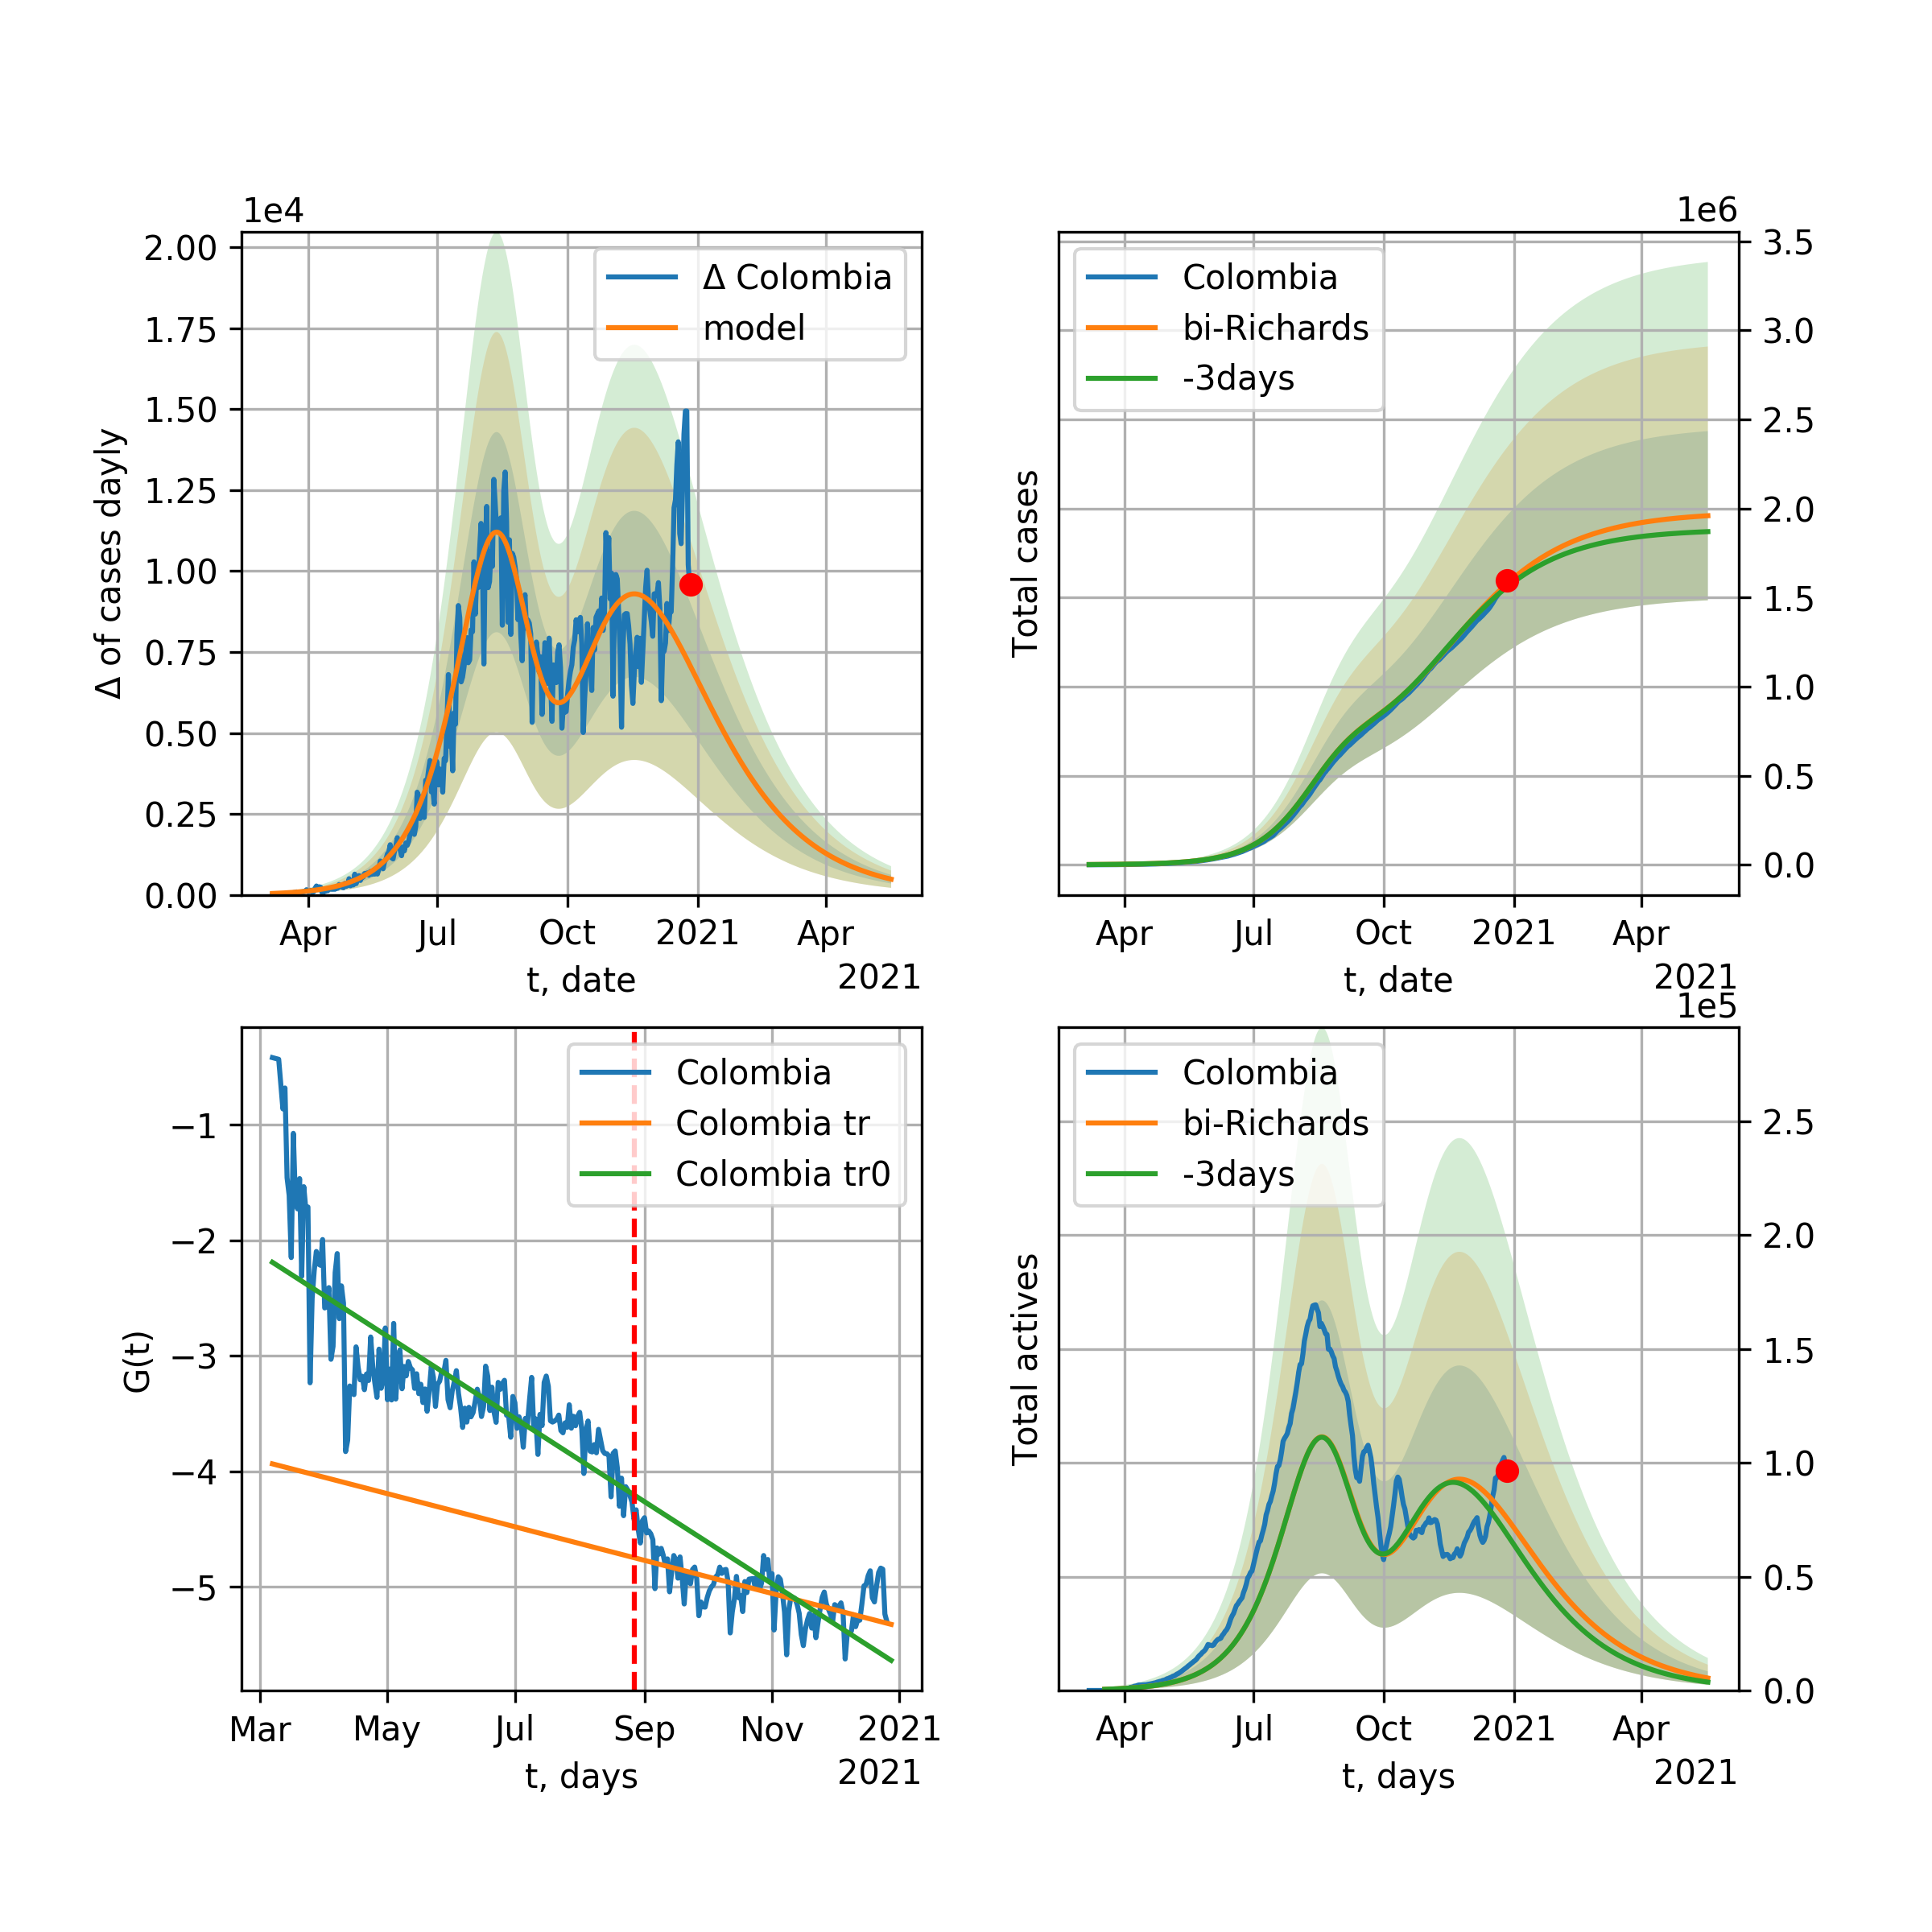 1e4
2.00
1.75
1.50
1.25
1.00
0.75
0.50
0.25
0.00
Δ of cases dayly
Δ Colombia
model
Apr Jul Oct 2021 Apr
t, date
2021
1e6
3.5
3.0
2.5
2.0
1.5
1.0
0.5
0.0
Total cases
Colombia
bi-Richards
-3days
Apr Jul Oct 2021 Apr
t, date
2021
−1
−2
−3
−4
−5
G(t)
Colombia
Colombia tr
Colombia tr0
Mar May Jul Sep Nov 2021
t, days
2021
1e5
2.5
2.0
1.5
1.0
0.5
0.0
Total actives
Colombia
bi-Richards
-3days
Apr Jul Oct 2021 Apr
t, days
2021